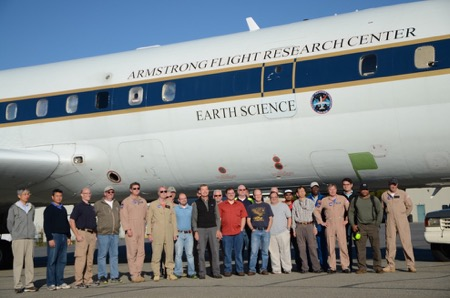 ARMSTRONG FLIGHT RESEARCH CENTER
EARTH SCIENCE